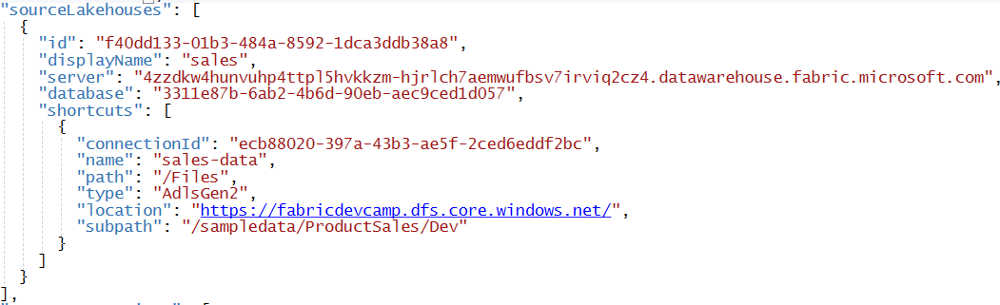 "sourceLakehouses": [
  {
    "id": "f40dd133-01b3-484a-8592-1dca3ddb38a8",
    "displayName": "sales",
    "server": "4zzdkw4hunvuhp4ttpl5hvkkzm-hjrlch7aemwufbsv7irviq2cz4.datawarehouse.fabric.microsoft.com",
    "database": "3311e87b-6ab2-4b6d-90eb-aec9ced1d057",
    "shortcuts": [
      {
        "connectionId": "ecb88020-397a-43b3-ae5f-2ced6eddf2bc",
        "name": "sales-data",
        "path": "/Files",
        "type": "AdlsGen2",
        "location": "https://fabricdevcamp.dfs.core.windows.net/",
        "subpath": "/sampledata/ProductSales/Dev"
      }
    ]
  }
],